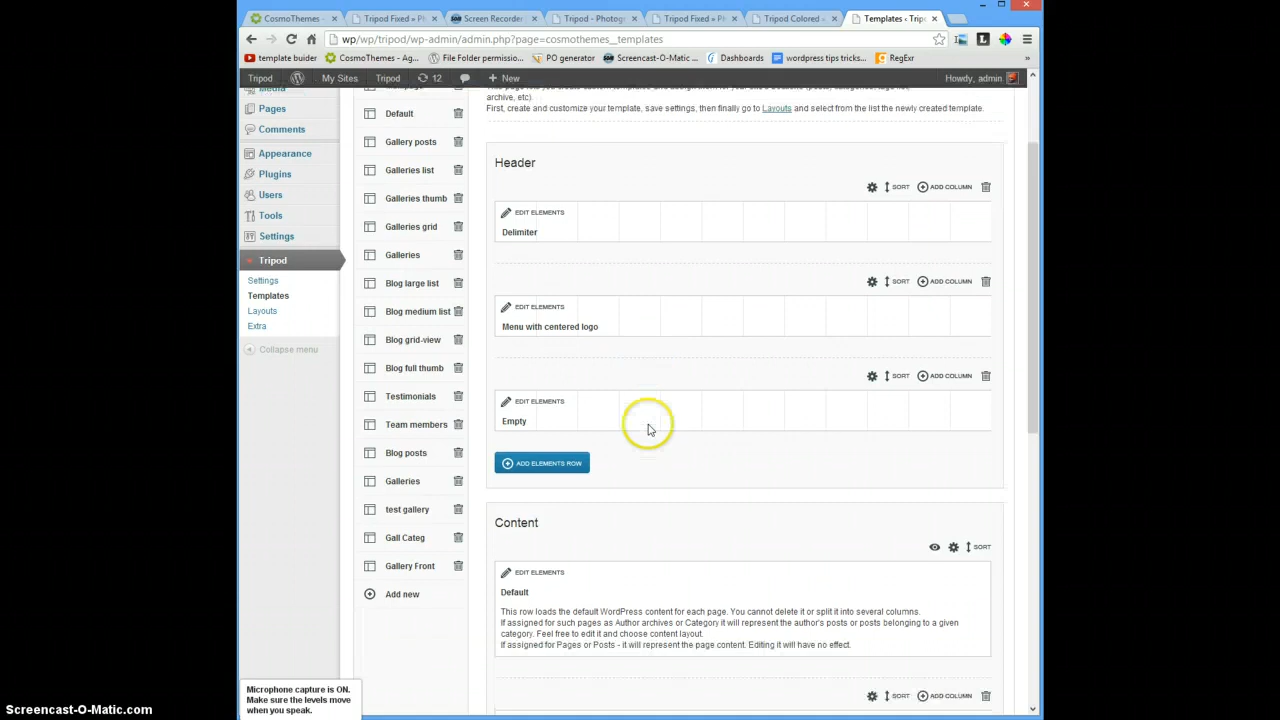 CosmoThemes -
Tripod Fixed » Ph
Screen Recorder
Tripod - Photogr
Tripod Fixed » Ph
Tripod Colored »
Templates ‹ Trip
wp/wp/tripod/wp-admin/admin.php?page=cosmothemes__templates
template buider
CosmoThemes - Ag...
File Folder permissio...
PO generator
Screencast-O-Matic ...
Dashboards
wordpress tips tricks...
RegExr
»
Tripod
My Sites
Tripod
12
+ New
Howdy, admin
Media
Pages
Comments
Appearance
Plugins
Users
Tools
Settings
Tripod
Settings
Templates
Layouts
Extra
Collapse menu
Default
Gallery posts
Galleries list
Galleries thumb
Galleries grid
Galleries
Blog large list
Blog medium list
Blog grid-view
Blog full thumb
Testimonials
Team members
Blog posts
Galleries
test gallery
Gall Categ
Gallery Front
Add new
archive, etc)
First, create and customize your template, save settings, then finally go to Layouts and select from the list the newly created template.
Header
SORT ADD COLUMN
EDIT ELEMENTS
Delimiter
SORT ADD COLUMN
EDIT ELEMENTS
Menu with centered logo
SORT ADD COLUMN
EDIT ELEMENTS
Empty
ADD ELEMENTS ROW
Content
SORT
EDIT ELEMENTS
Default
This row loads the default WordPress content for each page. You cannot delete it or split it into several columns.
If assigned for such pages as Author archives or Category it will represent the author's posts or posts belonging to a given
category. Feel free to edit it and choose content layout.
If assigned for Pages or Posts - it will represent the page content. Editing it will have no effect.
SORT ADD COLUMN
Microphone capture is ON.
Make sure the levels move
when you speak.
Screencast-O-Matic.com